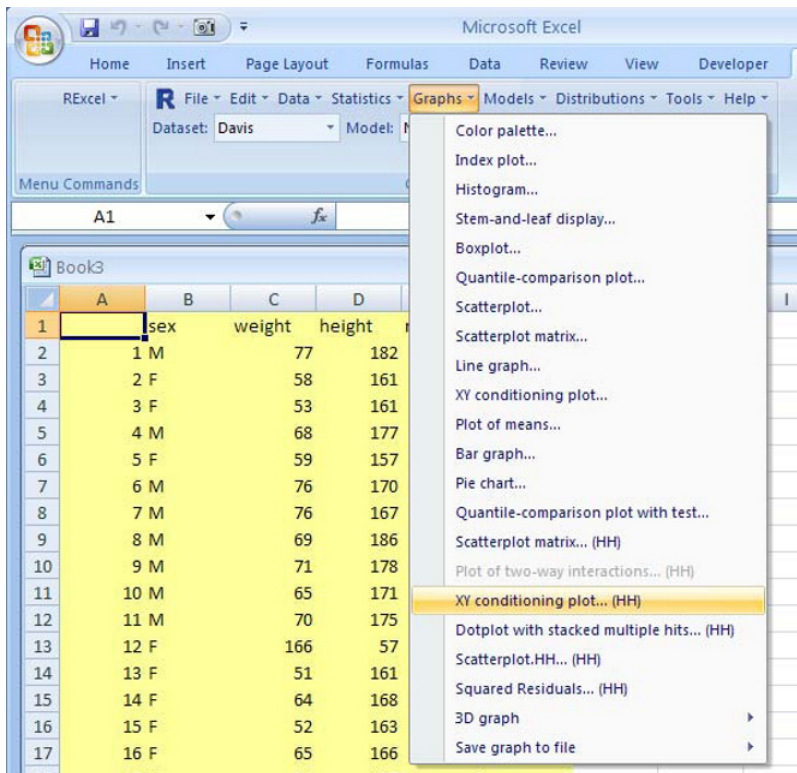 Microsoft Excel
Home Insert Page Layout Formulas Data Review View Developer
RExcel R File Edit Data Statistics Graphs Models Distributions Tools Help
Dataset: Davis Model:
Menu Commands
A1 fx
Book3
A B C D I
1 sex weight height
2 1 M 77 182
3 2 F 58 161
4 3 F 53 161
5 4 M 68 177
6 5 F 59 157
7 6 M 76 170
8 7 M 76 167
9 8 M 69 186
10 9 M 71 178
11 10 M 65 171
12 11 M 70 175
13 12 F 166 57
14 13 F 51 161
15 14 F 64 168
16 15 F 52 163
17 16 F 65 166
Color palette...
Index plot...
Histogram...
Stem-and-leaf display...
Boxplot...
Quantile-comparison plot...
Scatterplot...
Scatterplot matrix...
Line graph...
XY conditioning plot...
Plot of means...
Bar graph...
Pie chart...
Quantile-comparison plot with test...
Scatterplot matrix... (HH)
Plot of two-way interactions... (HH)
XY conditioning plot... (HH)
Dotplot with stacked multiple hits... (HH)
Scatterplot.HH... (HH)
Squared Residuals... (HH)
3D graph
Save graph to file